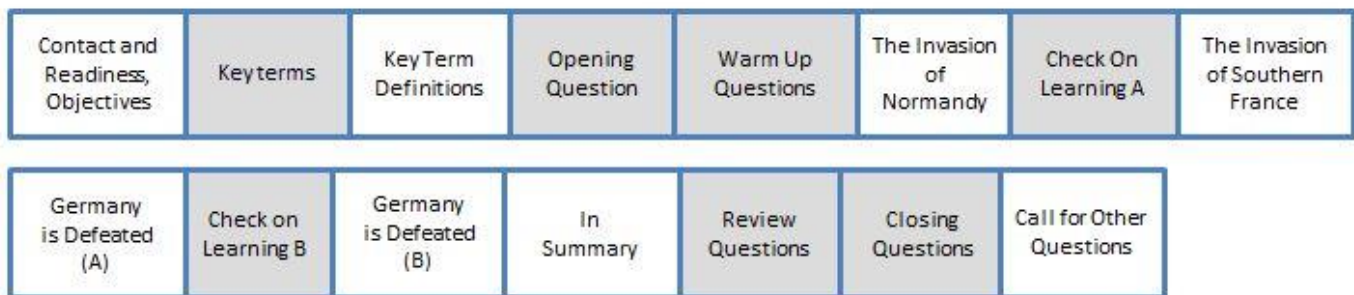 Contact and
Readiness,
Objectives
Key terms
Key Term
Definitions
Opening
Question
Warm Up
Questions
The Invasion
of
Normandy
Check On
Learning A
The Invasion
of Southern
France
Germany
is Defeated
(A)
Check on
Learning B
Germany
is Defeated
(B)
In
Summary
Review
Questions
Closing
Questions
Call for Other
Questions